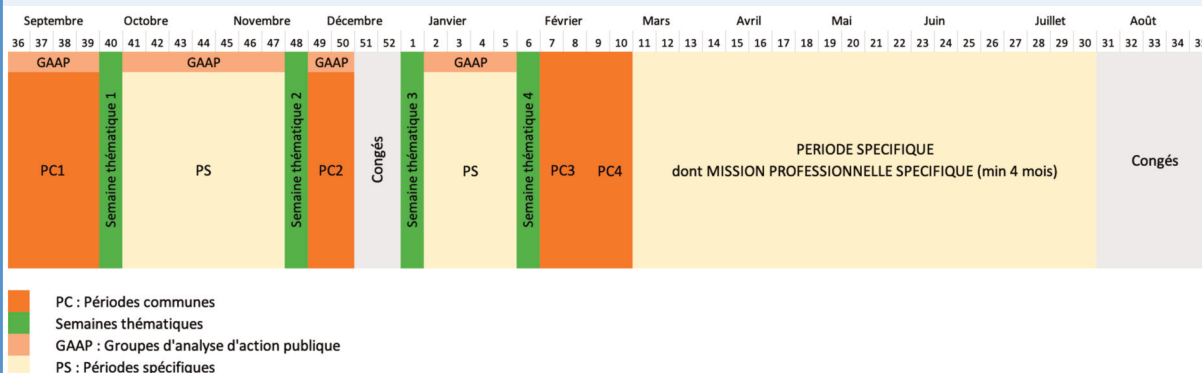 Septembre Octobre Novembre Décembre Janvier Février Mars Avril Mai Juin Juillet Août
36 37 38 39 40 41 42 43 44 45 46 47 48 49 50 51 52 1 2 3 4 5 6 7 8 9 10 11 12 13 14 15 16 17 18 19 20 21 22 23 24 25 26 27 28 29 30 31 32 33 34 35
GAAP GAAP GAAP GAAP
PC1
Semaine thématique 1
PS
Semaine thématique 2
PC2
Congés
Semaine thématique 3
PS
Semaine thématique 4
PC3
PC4
PERIODE SPECIFIQUE
dont MISSION PROFESSIONNELLE SPECIFIQUE (min 4 mois)
Congés
PC : Périodes communes
Semaines thématiques
GAAP : Groupes d'analyse d'action publique
PS : Périodes spécifiques